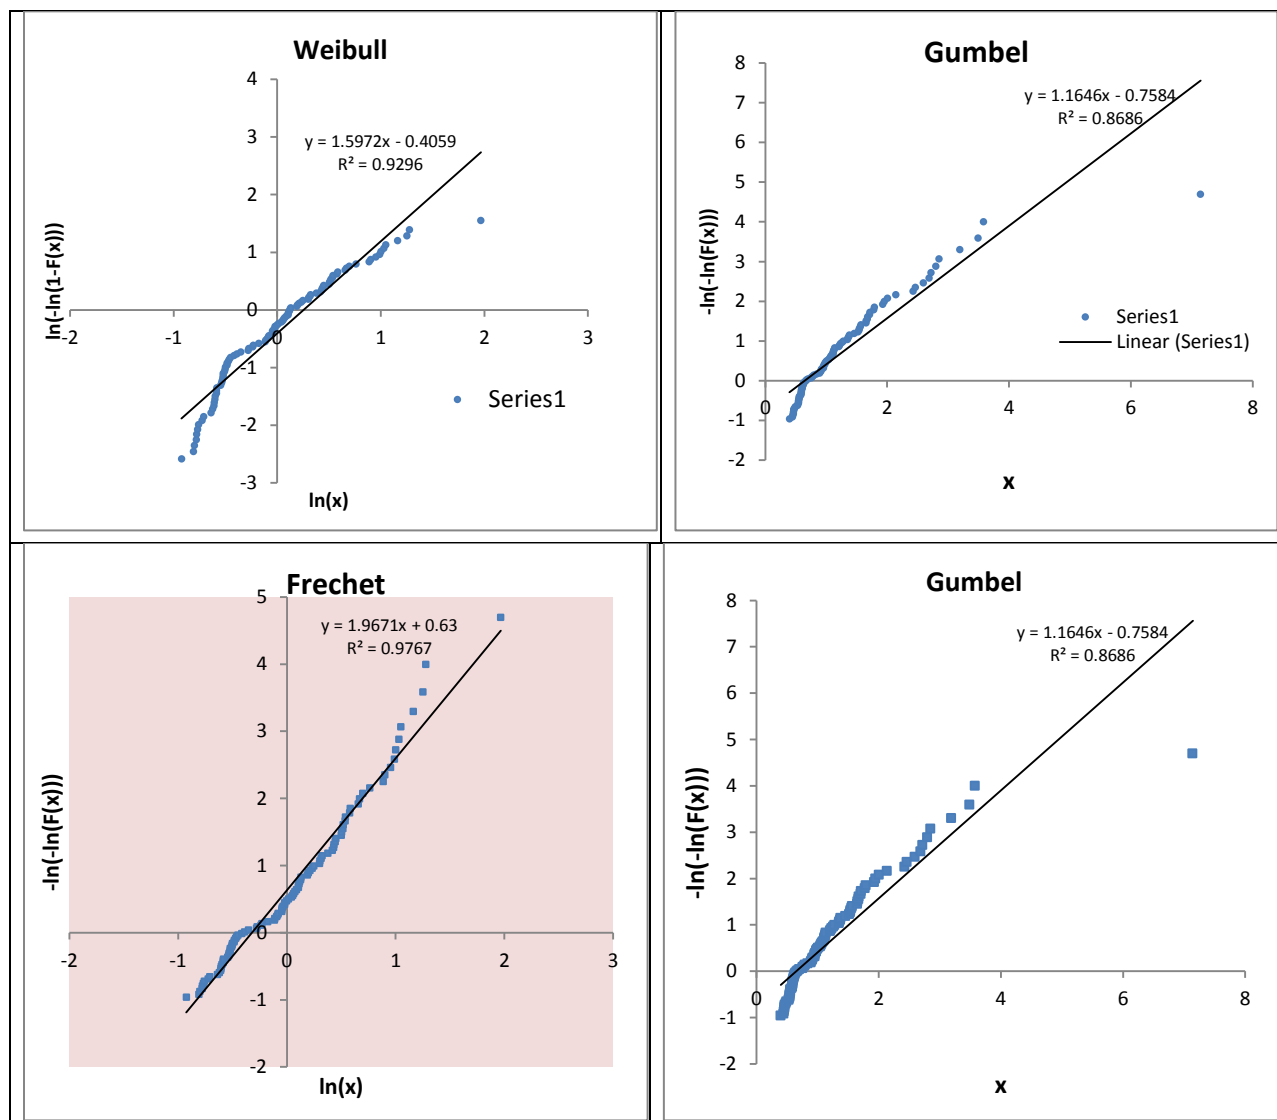 Weibull
4
3
2
1
0
-1
-2
-3
-2
-1
0
1
2
3
y = 1.5972x - 0.4059
R² = 0.9296
ln(-ln(1-F(x)))
Series1
ln(x)
Gumbel
8
7
6
5
4
3
2
1
0
-1
-2
0
2
4
6
8
y = 1.1646x - 0.7584
R² = 0.8686
-ln(-ln(F(x)))
Series1
Linear (Series1)
x
Frechet
5
4
3
2
1
0
-1
-2
-2
-1
0
1
2
3
y = 1.9671x + 0.63
R² = 0.9767
-ln(-ln(F(x)))
ln(x)
Gumbel
8
7
6
5
4
3
2
1
0
-1
-2
0
2
4
6
8
y = 1.1646x - 0.7584
R² = 0.8686
-ln(-ln(F(x)))
x